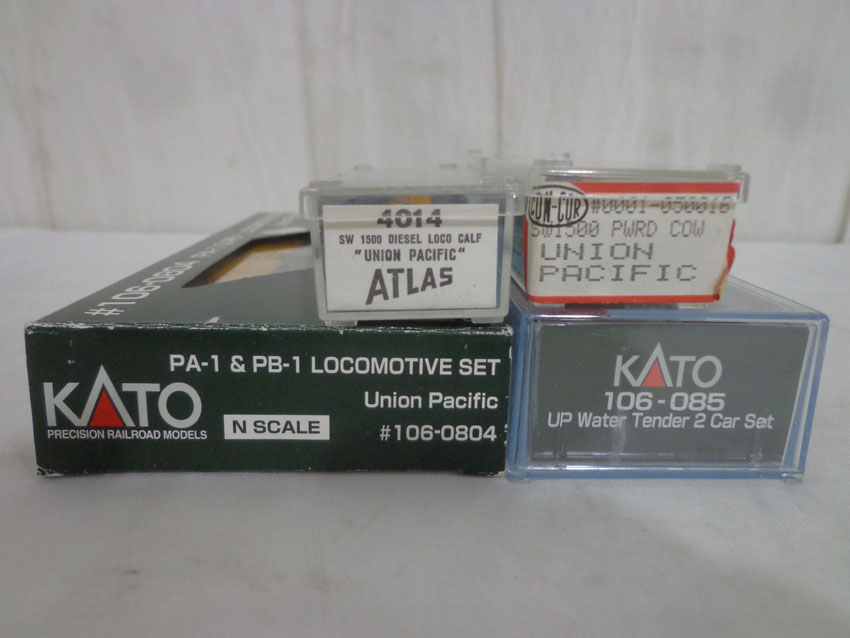 4014
SW 1500 DIESEL LOCO CALF
"UNION PACIFIC"
ATLAS
CON-COR #0001-05001B
SW1500 PWRD COW
UNION
PACIFIC
#106-0804
PA-1 & PB-1 LOCOMOTIVE SET
Union Pacific
#106-0804
KATO
PRECISION RAILROAD MODELS
N SCALE
KATO
106-085
UP Water Tender 2 Car Set